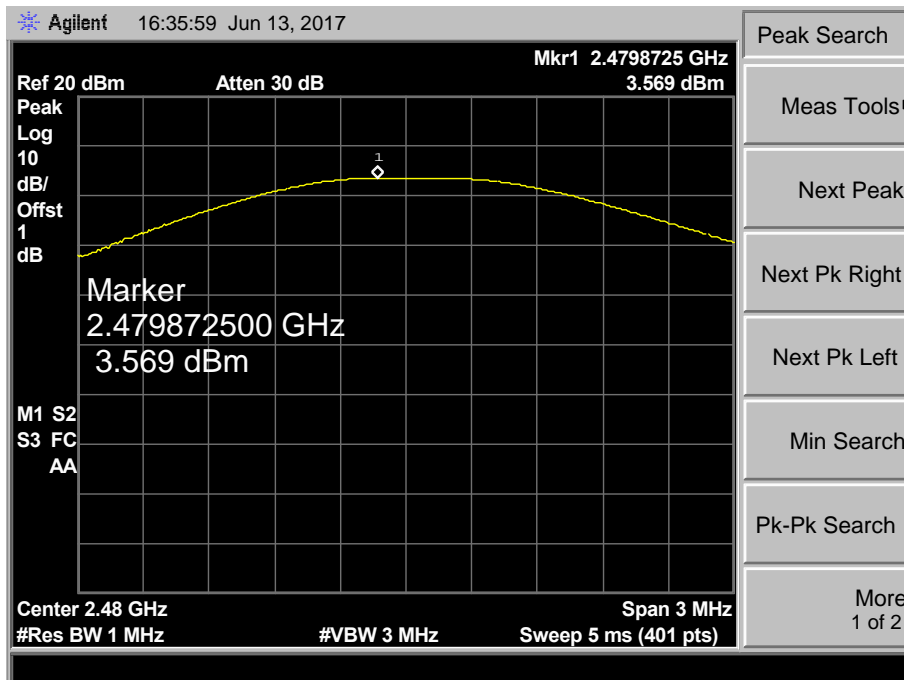 Agilent 16:35:59 Jun 13, 2017
Peak Search
Mkr1 2.4798725 GHz
Ref 20 dBm Atten 30 dB 3.569 dBm
Peak
Log
10
dB/
Offst
1
dB
1
Marker
2.479872500 GHz
3.569 dBm
M1 S2
S3 FC
AA
Center 2.48 GHz Span 3 MHz
#Res BW 1 MHz #VBW 3 MHz Sweep 5 ms (401 pts)
Meas Tools
Next Peak
Next Pk Right
Next Pk Left
Min Search
Pk-Pk Search
More
1 of 2